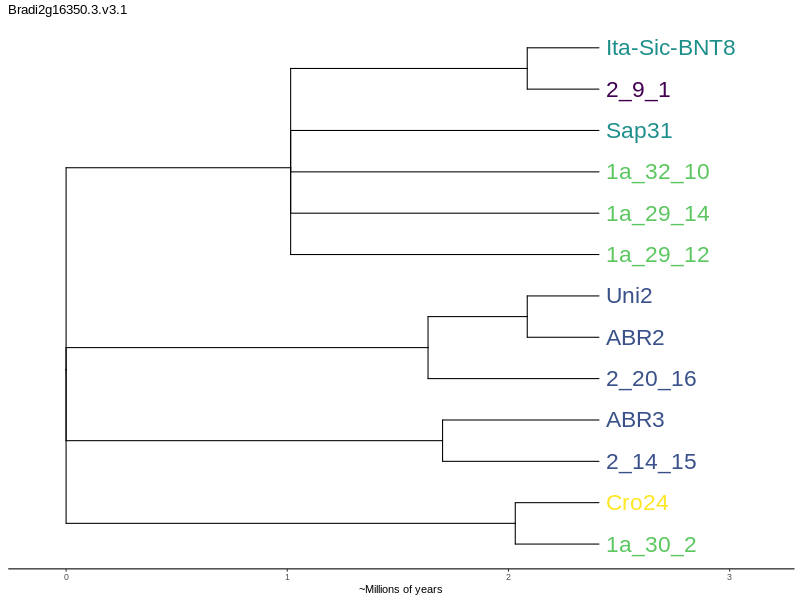 Bradi2g16350.3.v3.1
Ita-Sic-BNT8
2_9_1
Sap31
1a_32_10
1a_29_14
1a_29_12
Uni2
ABR2
2_20_16
ABR3
2_14_15
Cro24
1a_30_2
0 1 2 3
~Millions of years